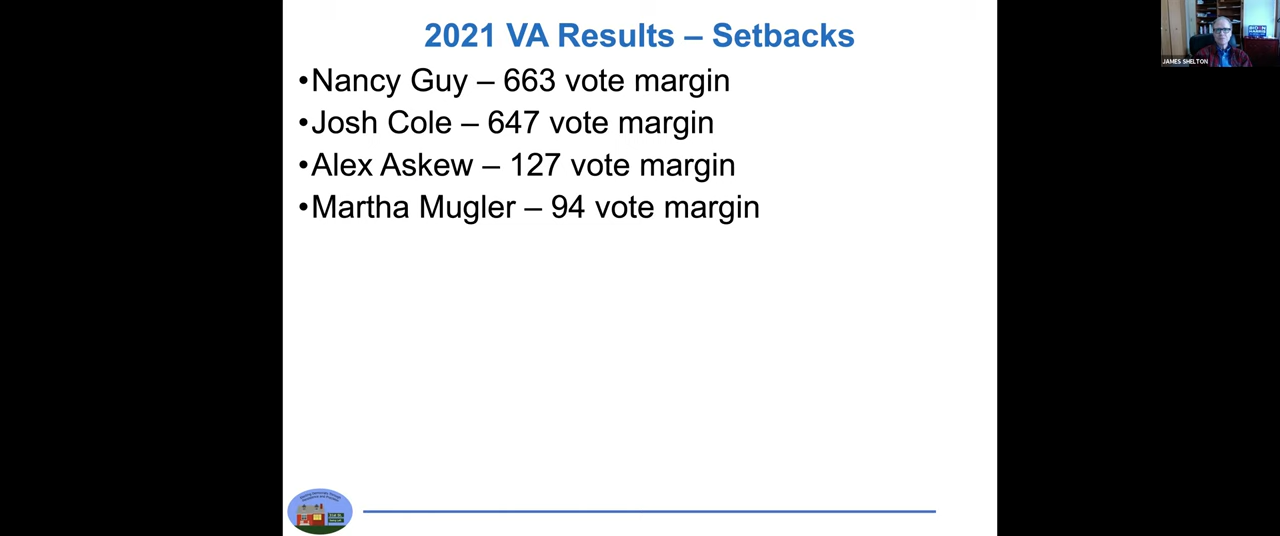 2021 VA Results – Setbacks
•Nancy Guy – 663 vote margin
•Josh Cole – 647 vote margin
•Alex Askew – 127 vote margin
•Martha Mugler – 94 vote margin
JAMES SHELTON